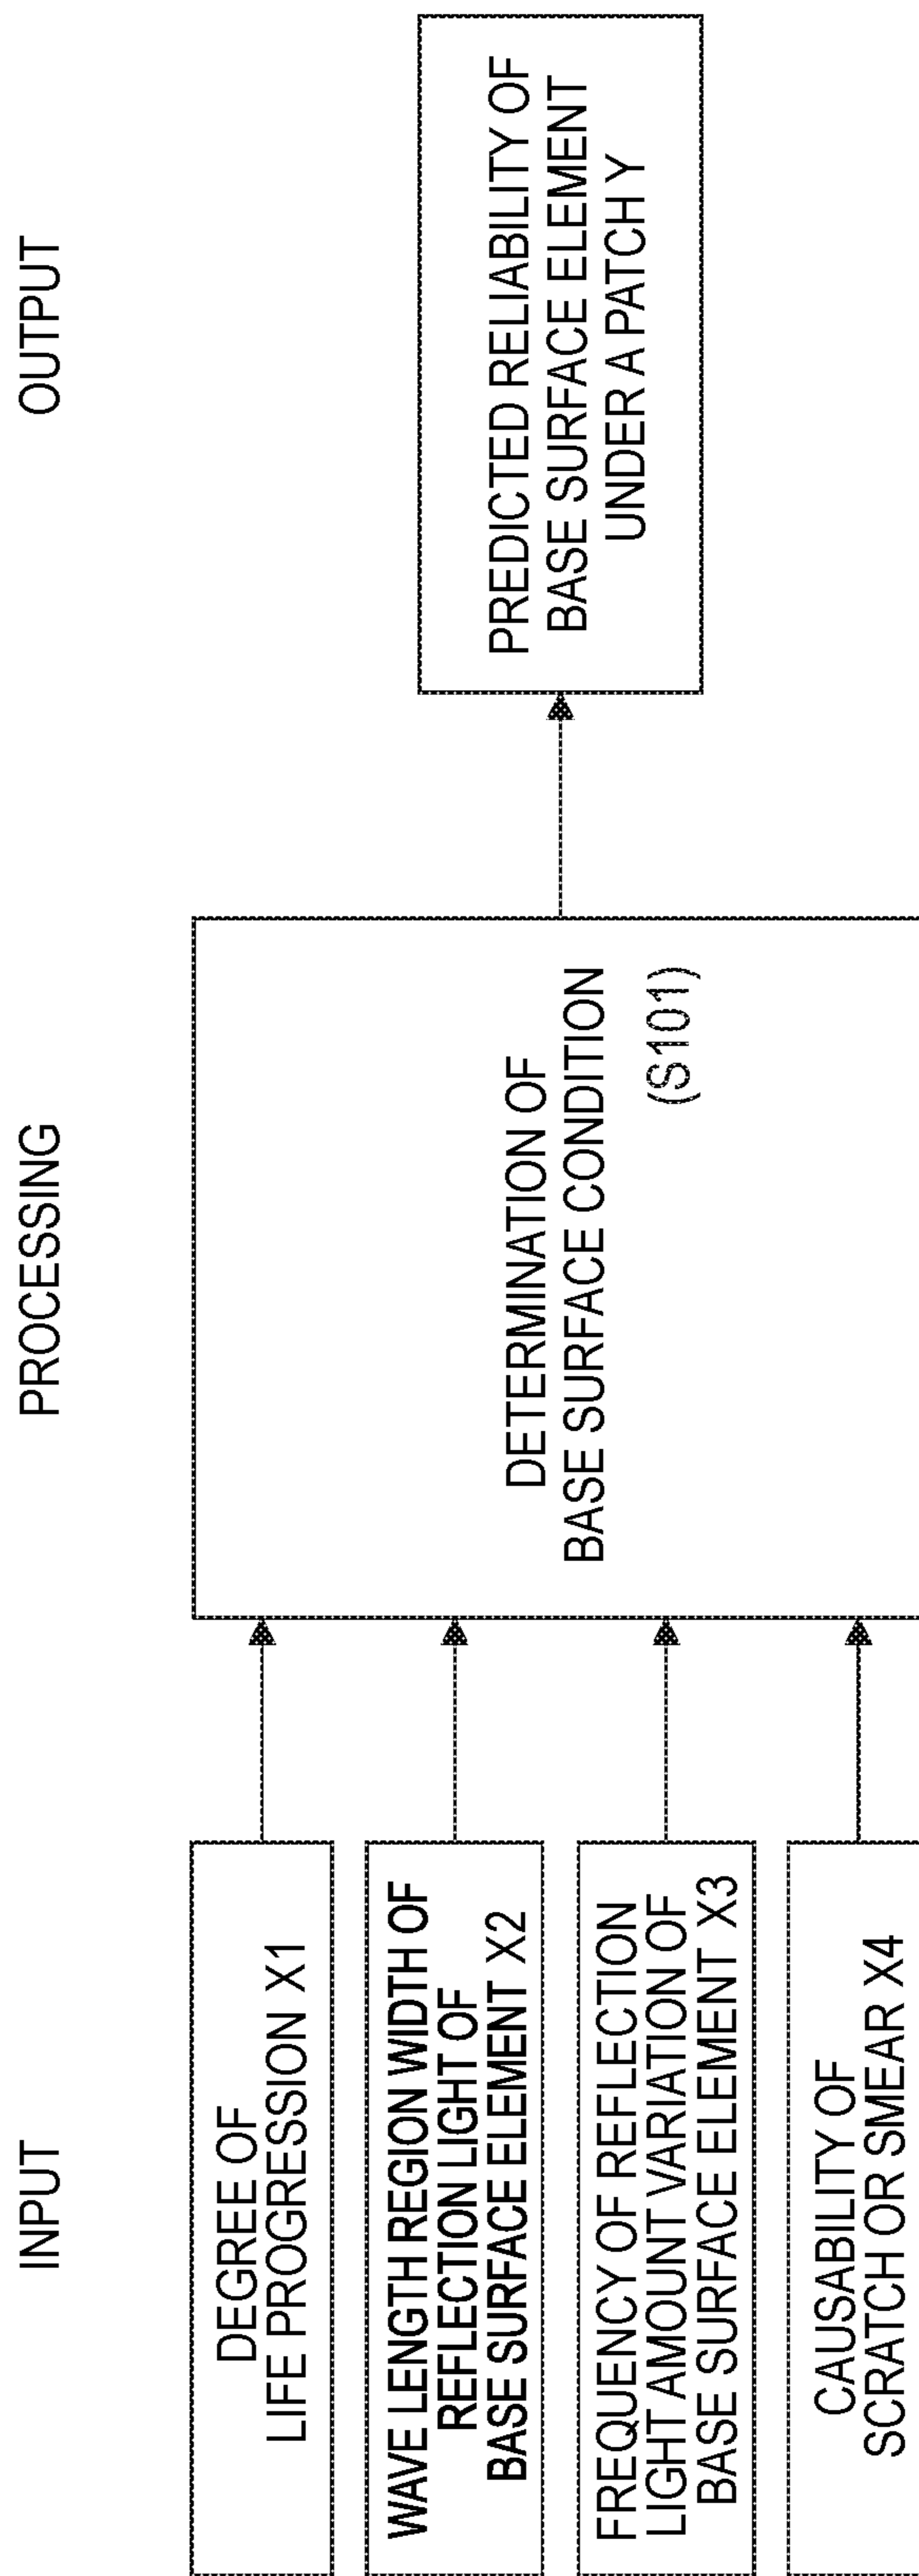 INPUT
PROCESSING
OUTPUT
DEGREE OF
LIFE PROGRESSION X1
WAVE LENGTH REGION WIDTH OF
REFLECTION LIGHT OF
BASE SURFACE ELEMENT X2
FREQUENCY OF REFLECTION
LIGHT AMOUNT VARIATION OF
BASE SURFACE ELEMENT X3
CAUSABILITY OF
SCRATCH OR SMEAR X4
DETERMINATION OF
BASE SURFACE CONDITION
(S101)
PREDICTED RELIABILITY OF
BASE SURFACE ELEMENT
UNDER A PATCH Y